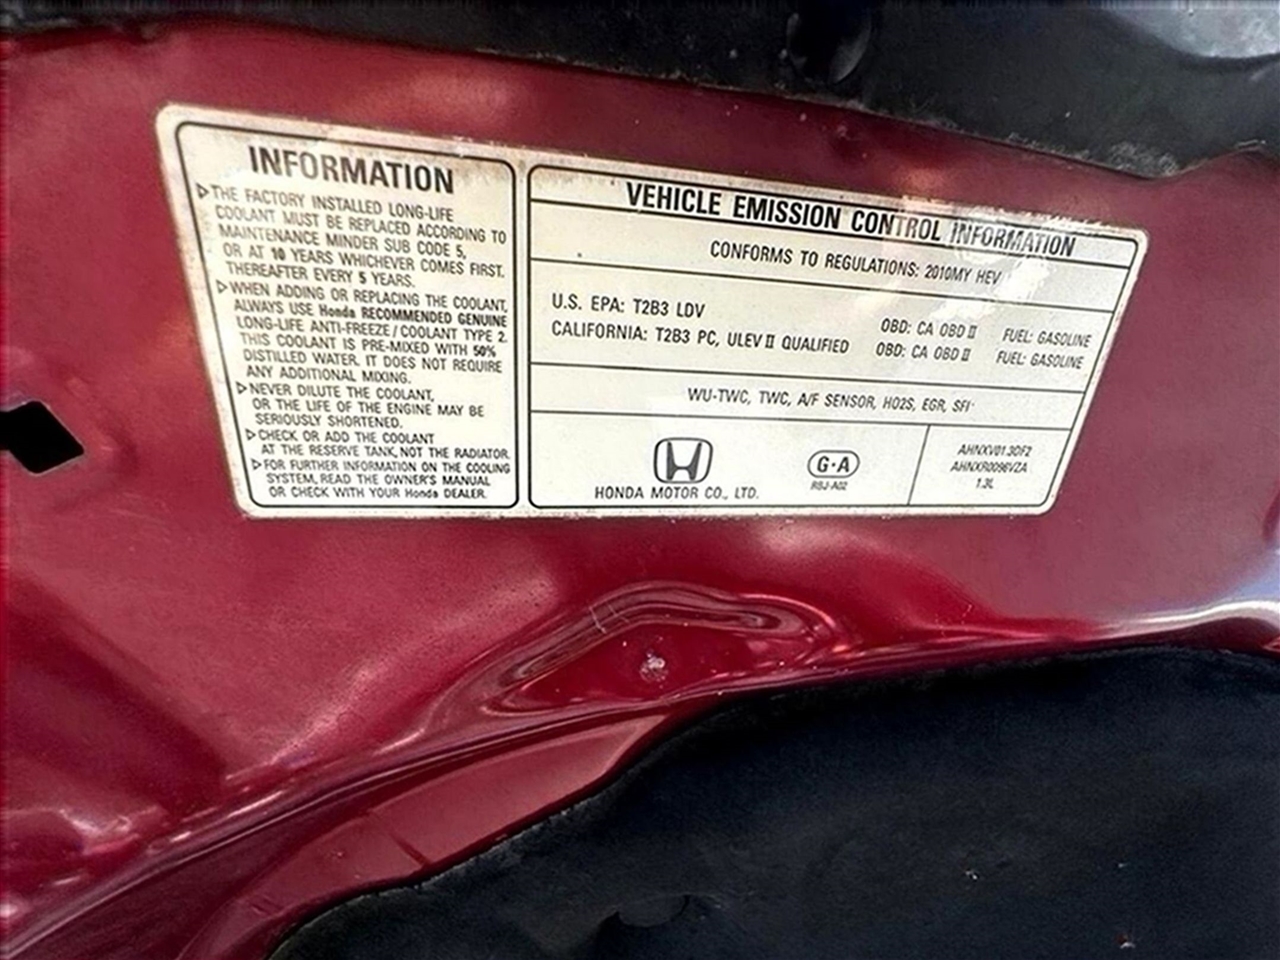 INFORMATION
▷THE FACTORY INSTALLED LONG-LIFE
COOLANT MUST BE REPLACED ACCORDING TO
MAINTENANCE MINDER SUB CODE 5,
OR AT 10 YEARS WHICHEVER COMES FIRST.
THEREAFTER EVERY 5 YEARS.
▷WHEN ADDING OR REPLACING THE COOLANT,
ALWAYS USE Honda RECOMMENDED GENUINE
LONG-LIFE ANTI-FREEZE/COOLANT TYPE 2.
THIS COOLANT IS PRE-MIXED WITH 50%
DISTILLED WATER. IT DOES NOT REQUIRE
ANY ADDITIONAL MIXING.
▷NEVER DILUTE THE COOLANT,
OR THE LIFE OF THE ENGINE MAY BE
SERIOUSLY SHORTENED.
▷CHECK OR ADD THE COOLANT
AT THE RESERVE TANK, NOT THE RADIATOR.
▷FOR FURTHER INFORMATION ON THE COOLING
SYSTEM, READ THE OWNER'S MANUAL
OR CHECK WITH YOUR Honda DEALER.
VEHICLE EMISSION CONTROL INFORMATION
CONFORMS TO REGULATIONS: 2010MY HEV
U.S. EPA: T2B3 LDV OBD: CA OBD II FUEL: GASOLINE
CALIFORNIA: T2B3 PC, ULEV II QUALIFIED OBD: CA OBD II FUEL: GASOLINE
WU-TWC, TWC, A/F SENSOR, HO2S, EGR, SFI
HONDA MOTOR CO., LTD.
G·A
RBJ-A02
AHNXV01.3DF2
AHNXR0096VZA
1.3L